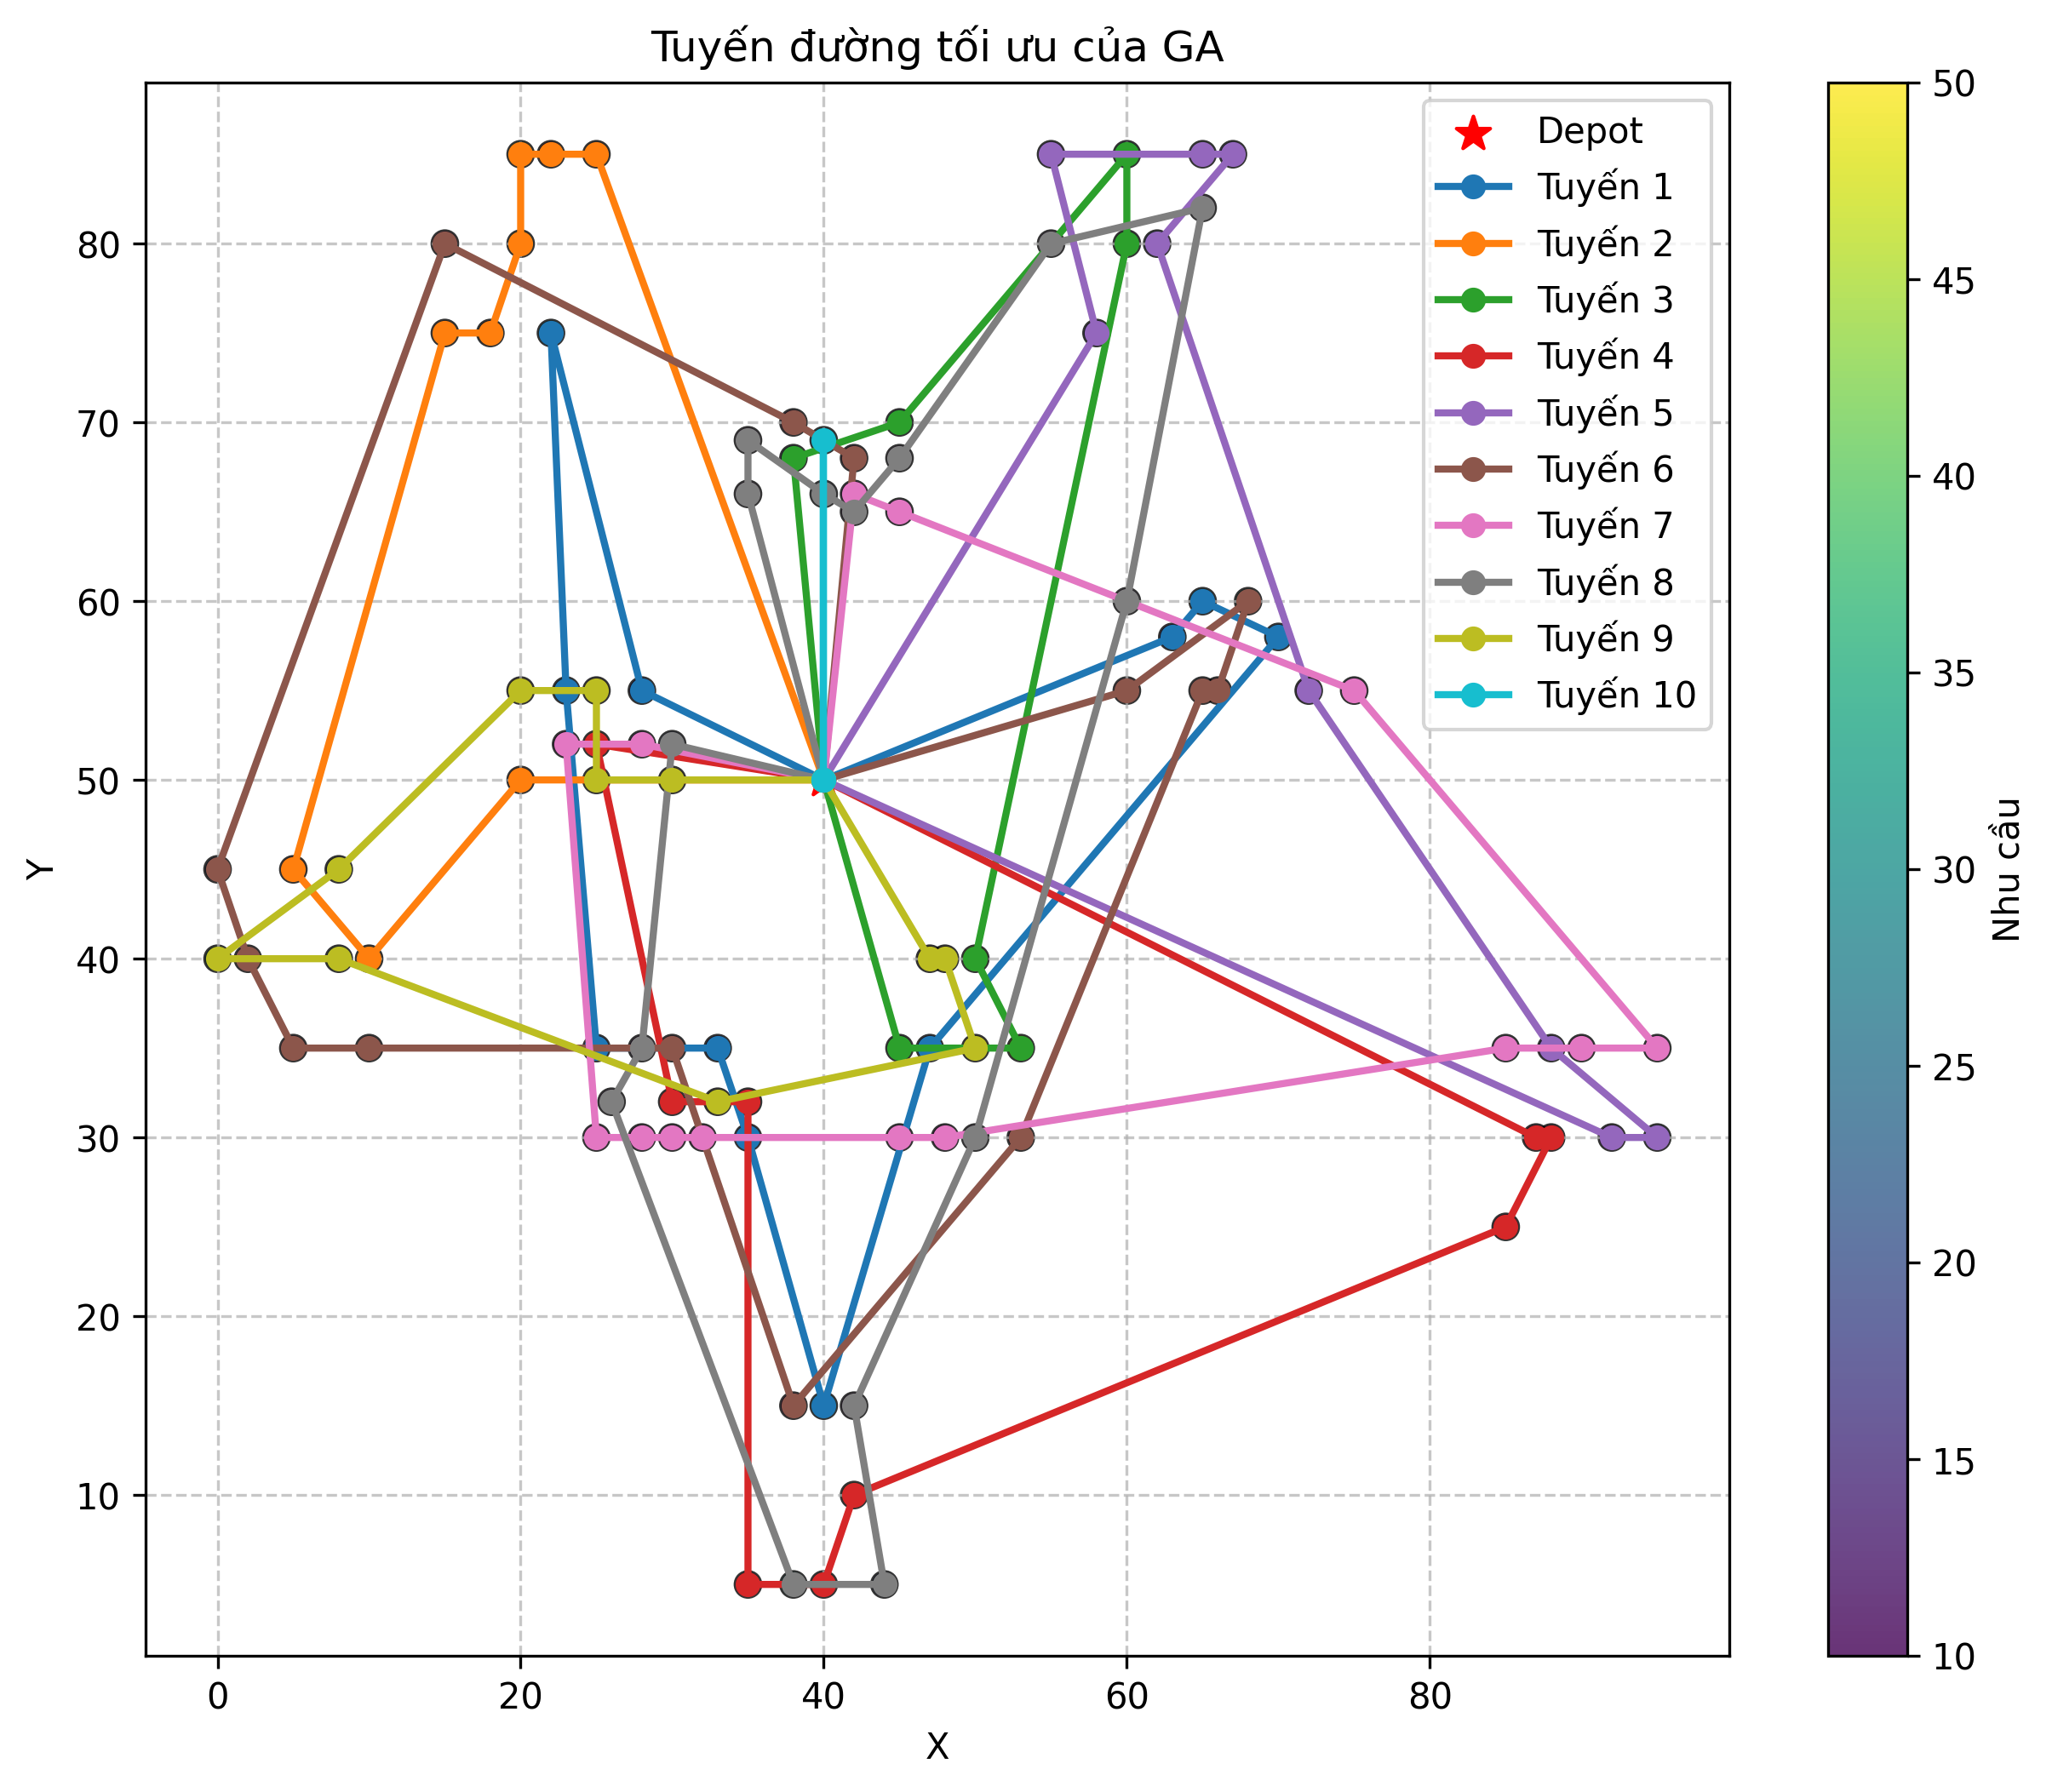 Tuyến đường tối ưu của GA
Depot
Tuyến 1
Tuyến 2
Tuyến 3
Tuyến 4
Tuyến 5
Tuyến 6
Tuyến 7
Tuyến 8
Tuyến 9
Tuyến 10
80
70
60
50
40
30
20
10
Y
0
20
40
60
80
X
50
45
40
35
30
25
20
15
10
Nhu cầu